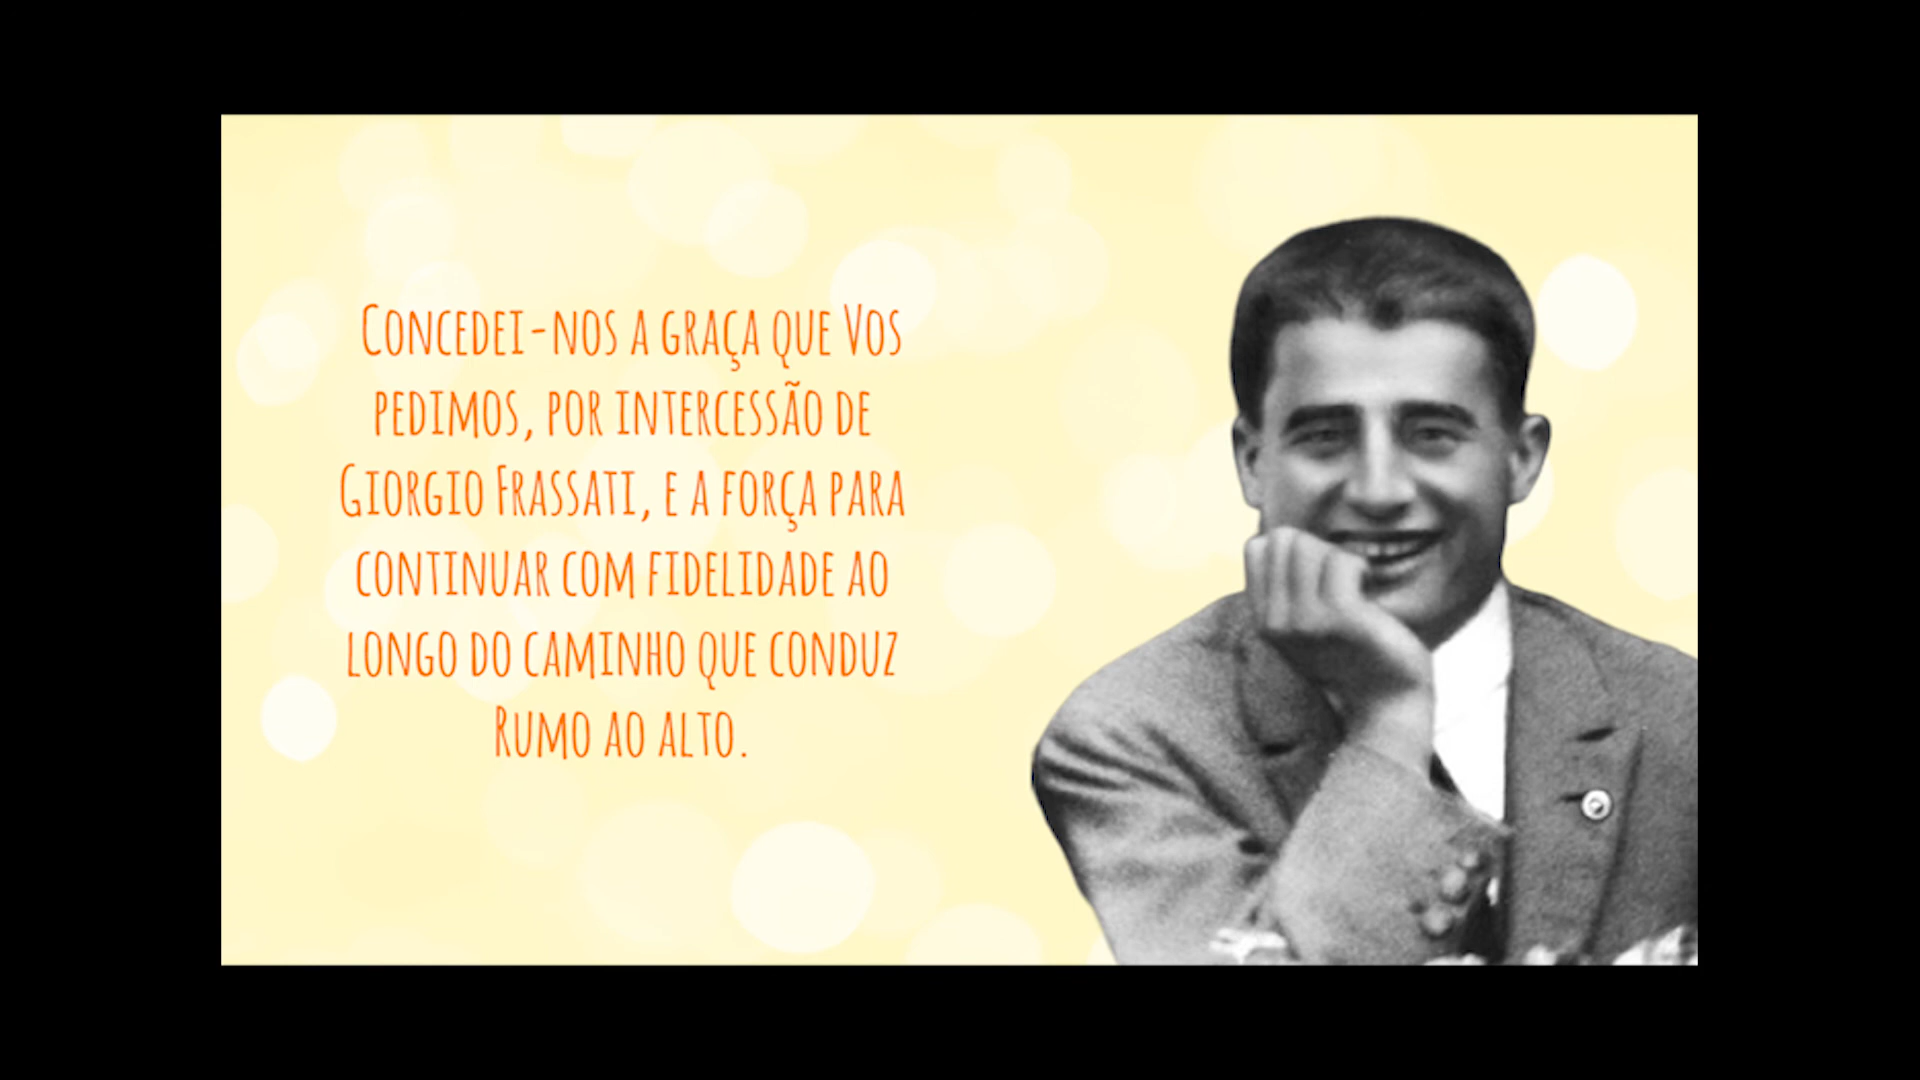 Concedei-nos a graça que Vos
pedimos, por intercessão de
Giorgio Frassati, e a força para
continuar com fidelidade ao
longo do caminho que conduz
Rumo ao alto.